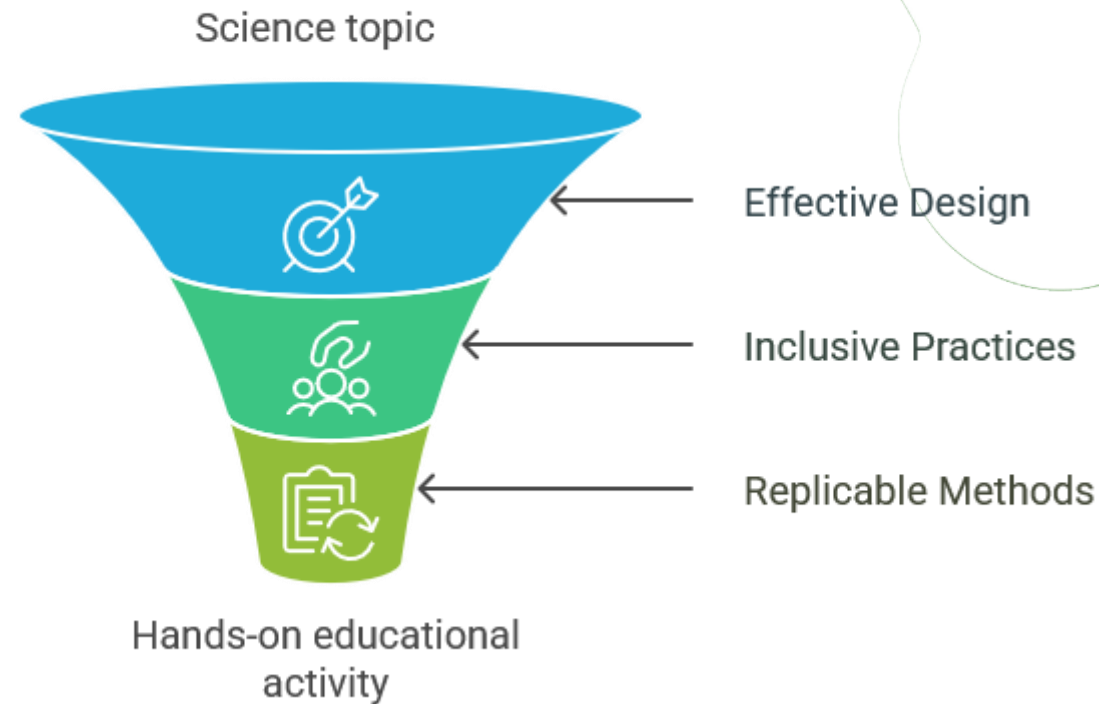 Science topic
Effective Design
Inclusive Practices
Replicable Methods
Hands-on educational
activity